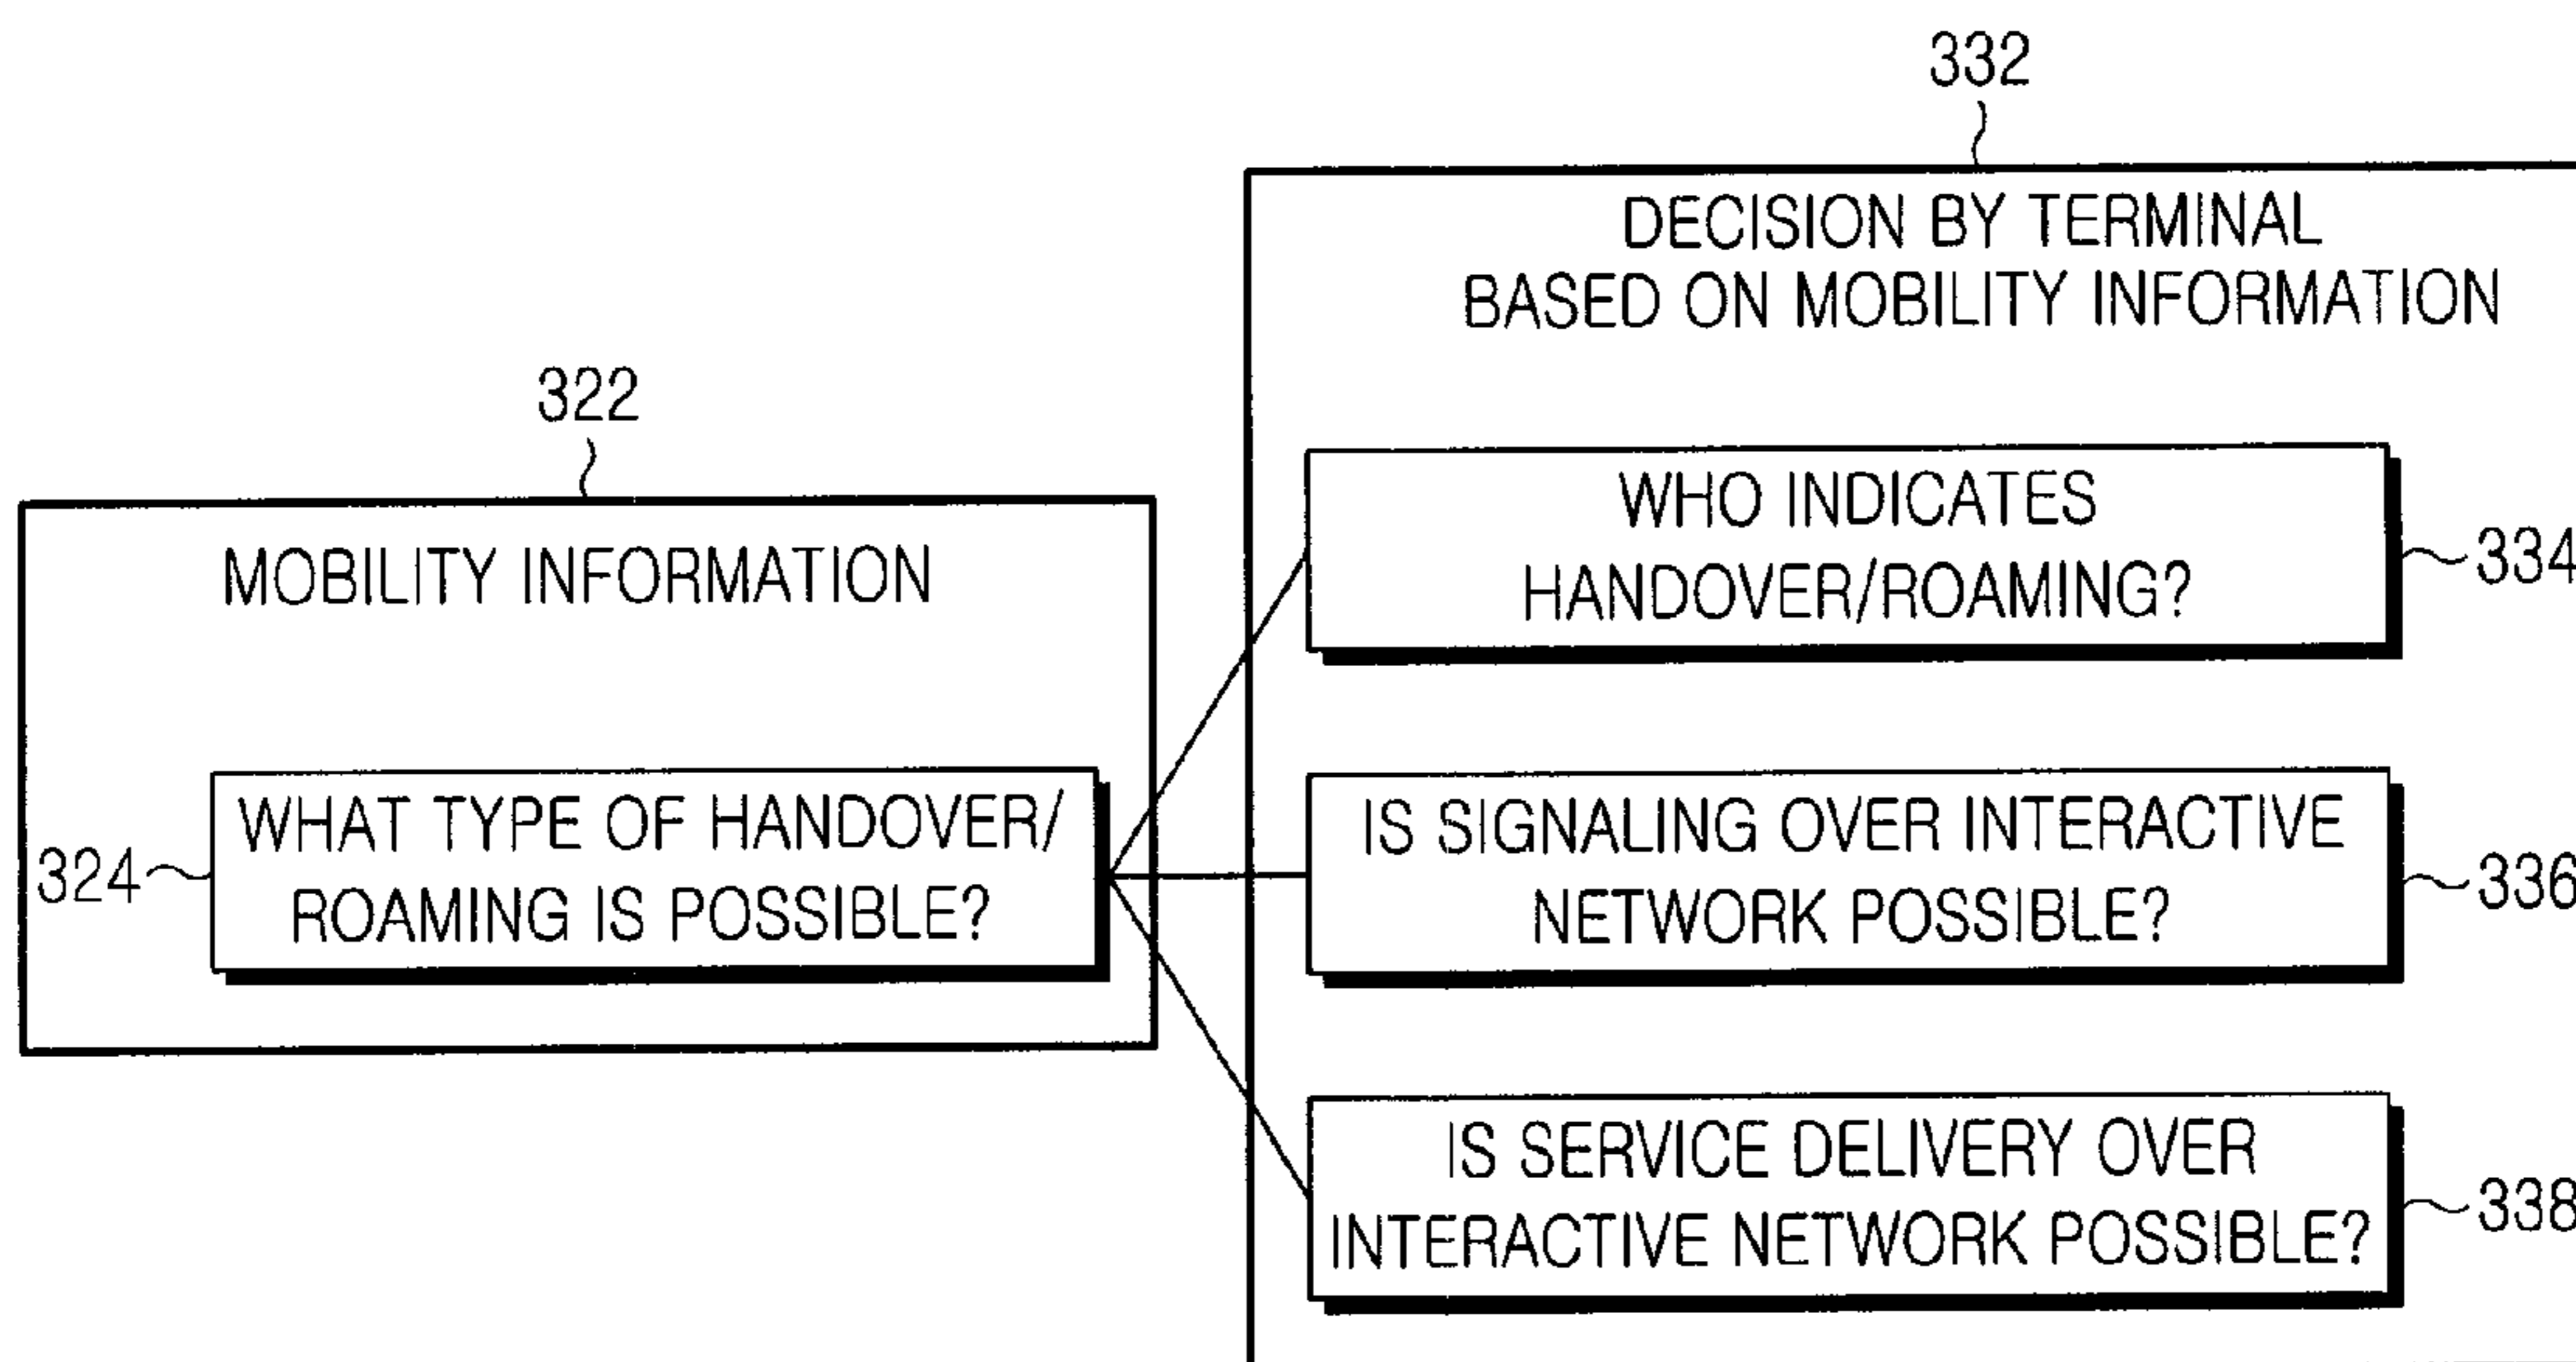 332
DECISION BY TERMINAL
BASED ON MOBILITY INFORMATION
322
MOBILITY INFORMATION
WHO INDICATES
HANDOVER/ROAMING?
334
324
WHAT TYPE OF HANDOVER/
ROAMING IS POSSIBLE?
IS SIGNALING OVER INTERACTIVE
NETWORK POSSIBLE?
336
IS SERVICE DELIVERY OVER
INTERACTIVE NETWORK POSSIBLE?
338